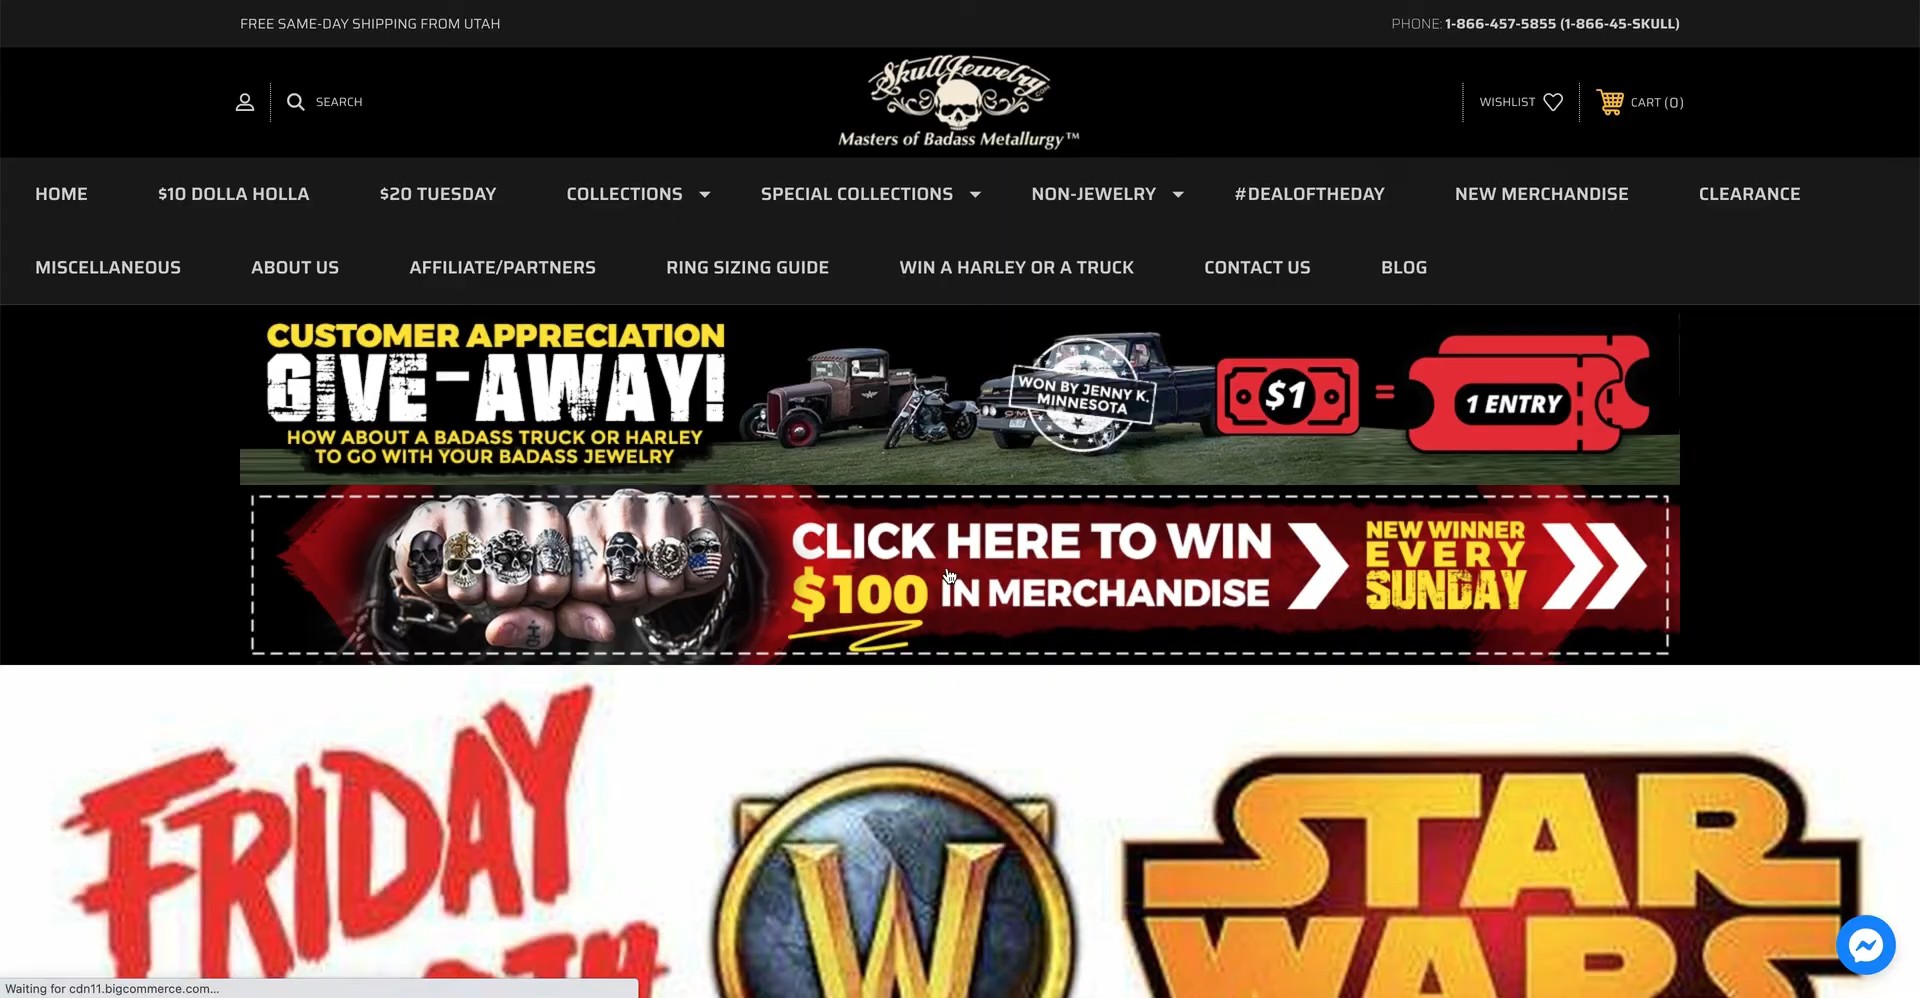 FREE SAME-DAY SHIPPING FROM UTAH
PHONE: 1-866-457-5855 (1-866-45-SKULL)
SEARCH
SkullJewelry
.COM
Masters of Badass Metallurgy™
WISHLIST
CART (0)
HOME
$10 DOLLA HOLLA
$20 TUESDAY
COLLECTIONS
SPECIAL COLLECTIONS
NON-JEWELRY
#DEALOFTHEDAY
NEW MERCHANDISE
CLEARANCE
MISCELLANEOUS
ABOUT US
AFFILIATE/PARTNERS
RING SIZING GUIDE
WIN A HARLEY OR A TRUCK
CONTACT US
BLOG
CUSTOMER APPRECIATION
GIVE-AWAY!
HOW ABOUT A BADASS TRUCK OR HARLEY
TO GO WITH YOUR BADASS JEWELRY
WON BY JENNY K.
MINNESOTA
$1
=
1 ENTRY
CLICK HERE TO WIN
$100 IN MERCHANDISE
NEW WINNER
EVERY
SUNDAY
FRIDAY
W
STAR
WARS
Waiting for cdn11.bigcommerce.com...